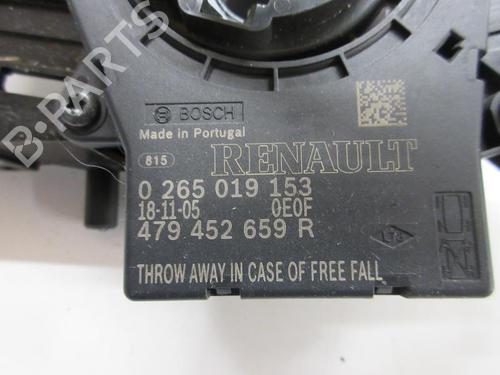 BOSCH
Made in Portugal
815
RENAULT
0 265 019 153
18-11-05 0E0F
479 452 659 R
THROW AWAY IN CASE OF FREE FALL
B-PARTS